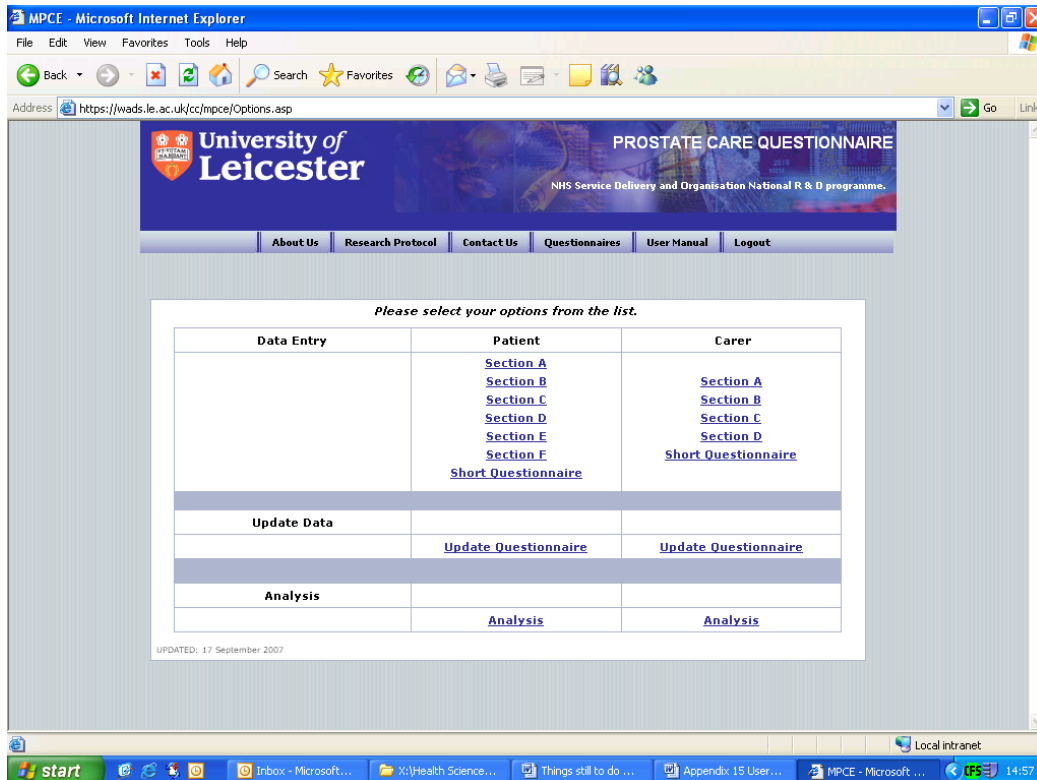 MPCE - Microsoft Internet Explorer
File Edit View Favorites Tools Help
Back Search Favorites
Address https://wads.le.ac.uk/cc/mpce/Options.asp Go Link
University of
Leicester
PROSTATE CARE QUESTIONNAIRE
NHS Service Delivery and Organisation National R & D programme.
About Us Research Protocol Contact Us Questionnaires User Manual Logout
Please select your options from the list.
Data Entry Patient Carer
Section A
Section B
Section C
Section D
Section E
Section F
Short Questionnaire
Section A
Section B
Section C
Section D
Short Questionnaire
Update Data
Update Questionnaire Update Questionnaire
Analysis
Analysis Analysis
UPDATED: 17 September 2007
Local intranet
start Inbox - Microsoft... X:\Health Science... Things still to do ... Appendix 15 User... MPCE - Microsoft ... 14:57